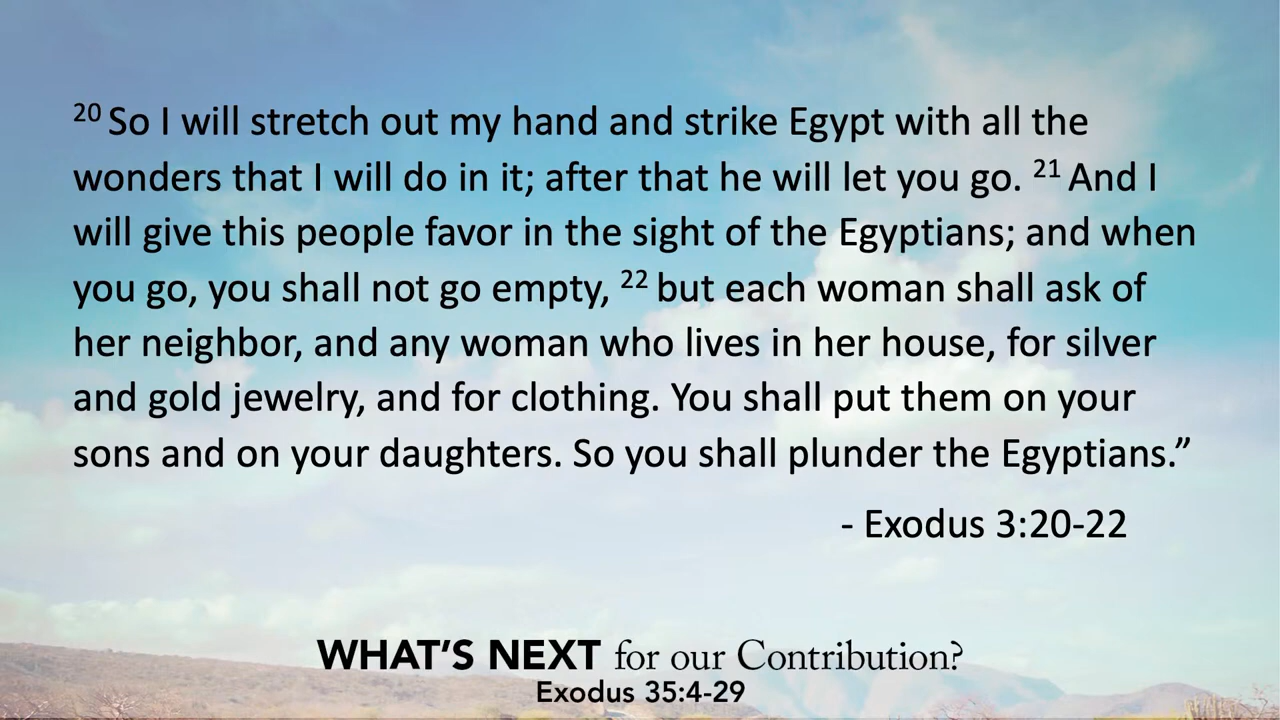 20 So I will stretch out my hand and strike Egypt with all the
wonders that I will do in it; after that he will let you go. 21 And I
will give this people favor in the sight of the Egyptians; and when
you go, you shall not go empty, 22 but each woman shall ask of
her neighbor, and any woman who lives in her house, for silver
and gold jewelry, and for clothing. You shall put them on your
sons and on your daughters. So you shall plunder the Egyptians.”
- Exodus 3:20-22
WHAT’S NEXT for our Contribution?
Exodus 35:4-29